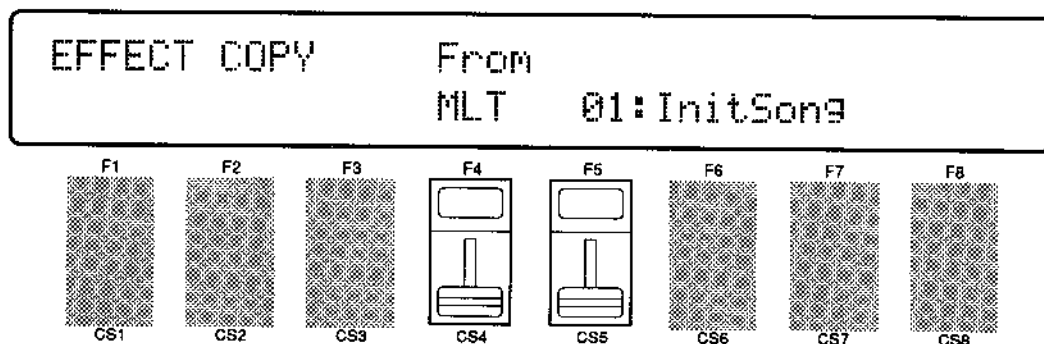 EFFECT COPY From
MLT 01:InitSong
F1 F2 F3 F4 F5 F6 F7 F8
CS1 CS2 CS3 CS4 CS5 CS6 CS7 CS8